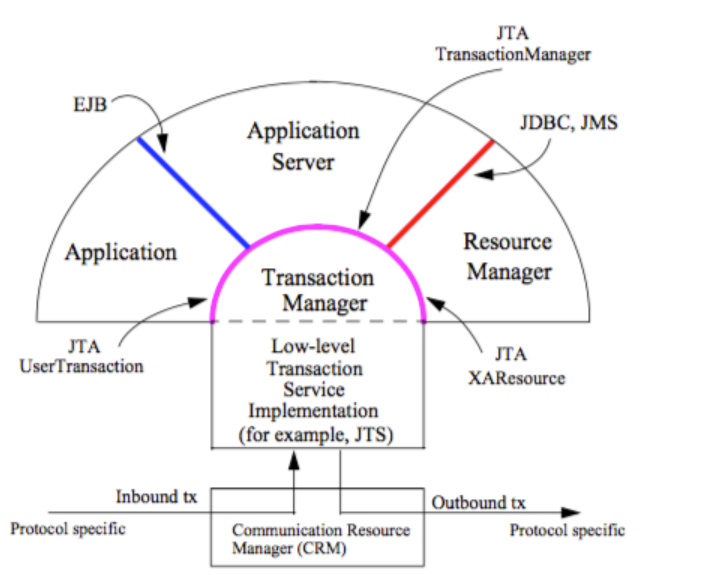 JTA
TransactionManager
EJB
JDBC, JMS
Application
Server
Application
Resource
Manager
Transaction
Manager
JTA
UserTransaction
JTA
XAResource
Low-level
Transaction
Service
Implementation
(for example, JTS)
Inbound tx
Outbound tx
Protocol specific
Protocol specific
Communication Resource
Manager (CRM)